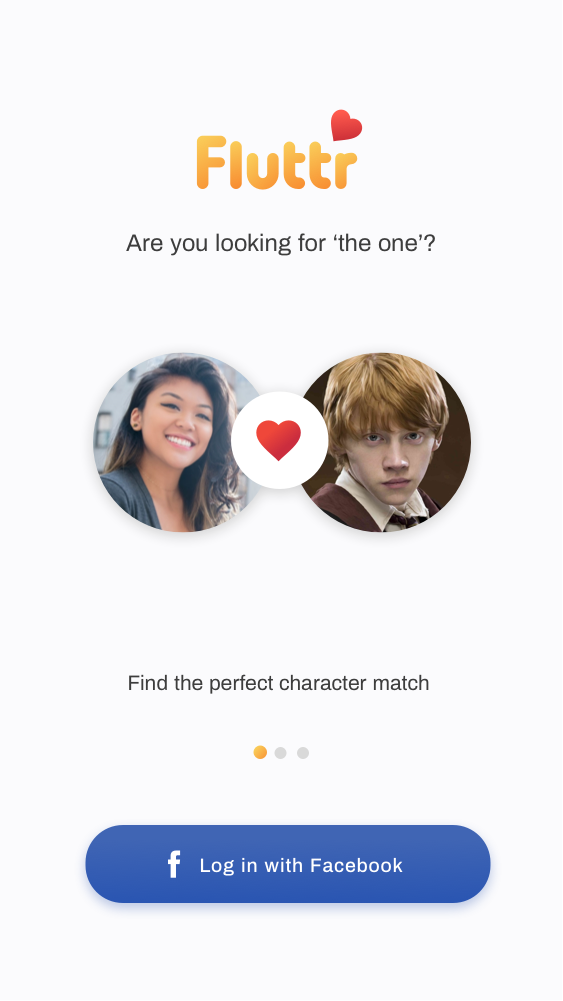 Fluttr
Are you looking for ‘the one’?
Find the perfect character match
f Log in with Facebook